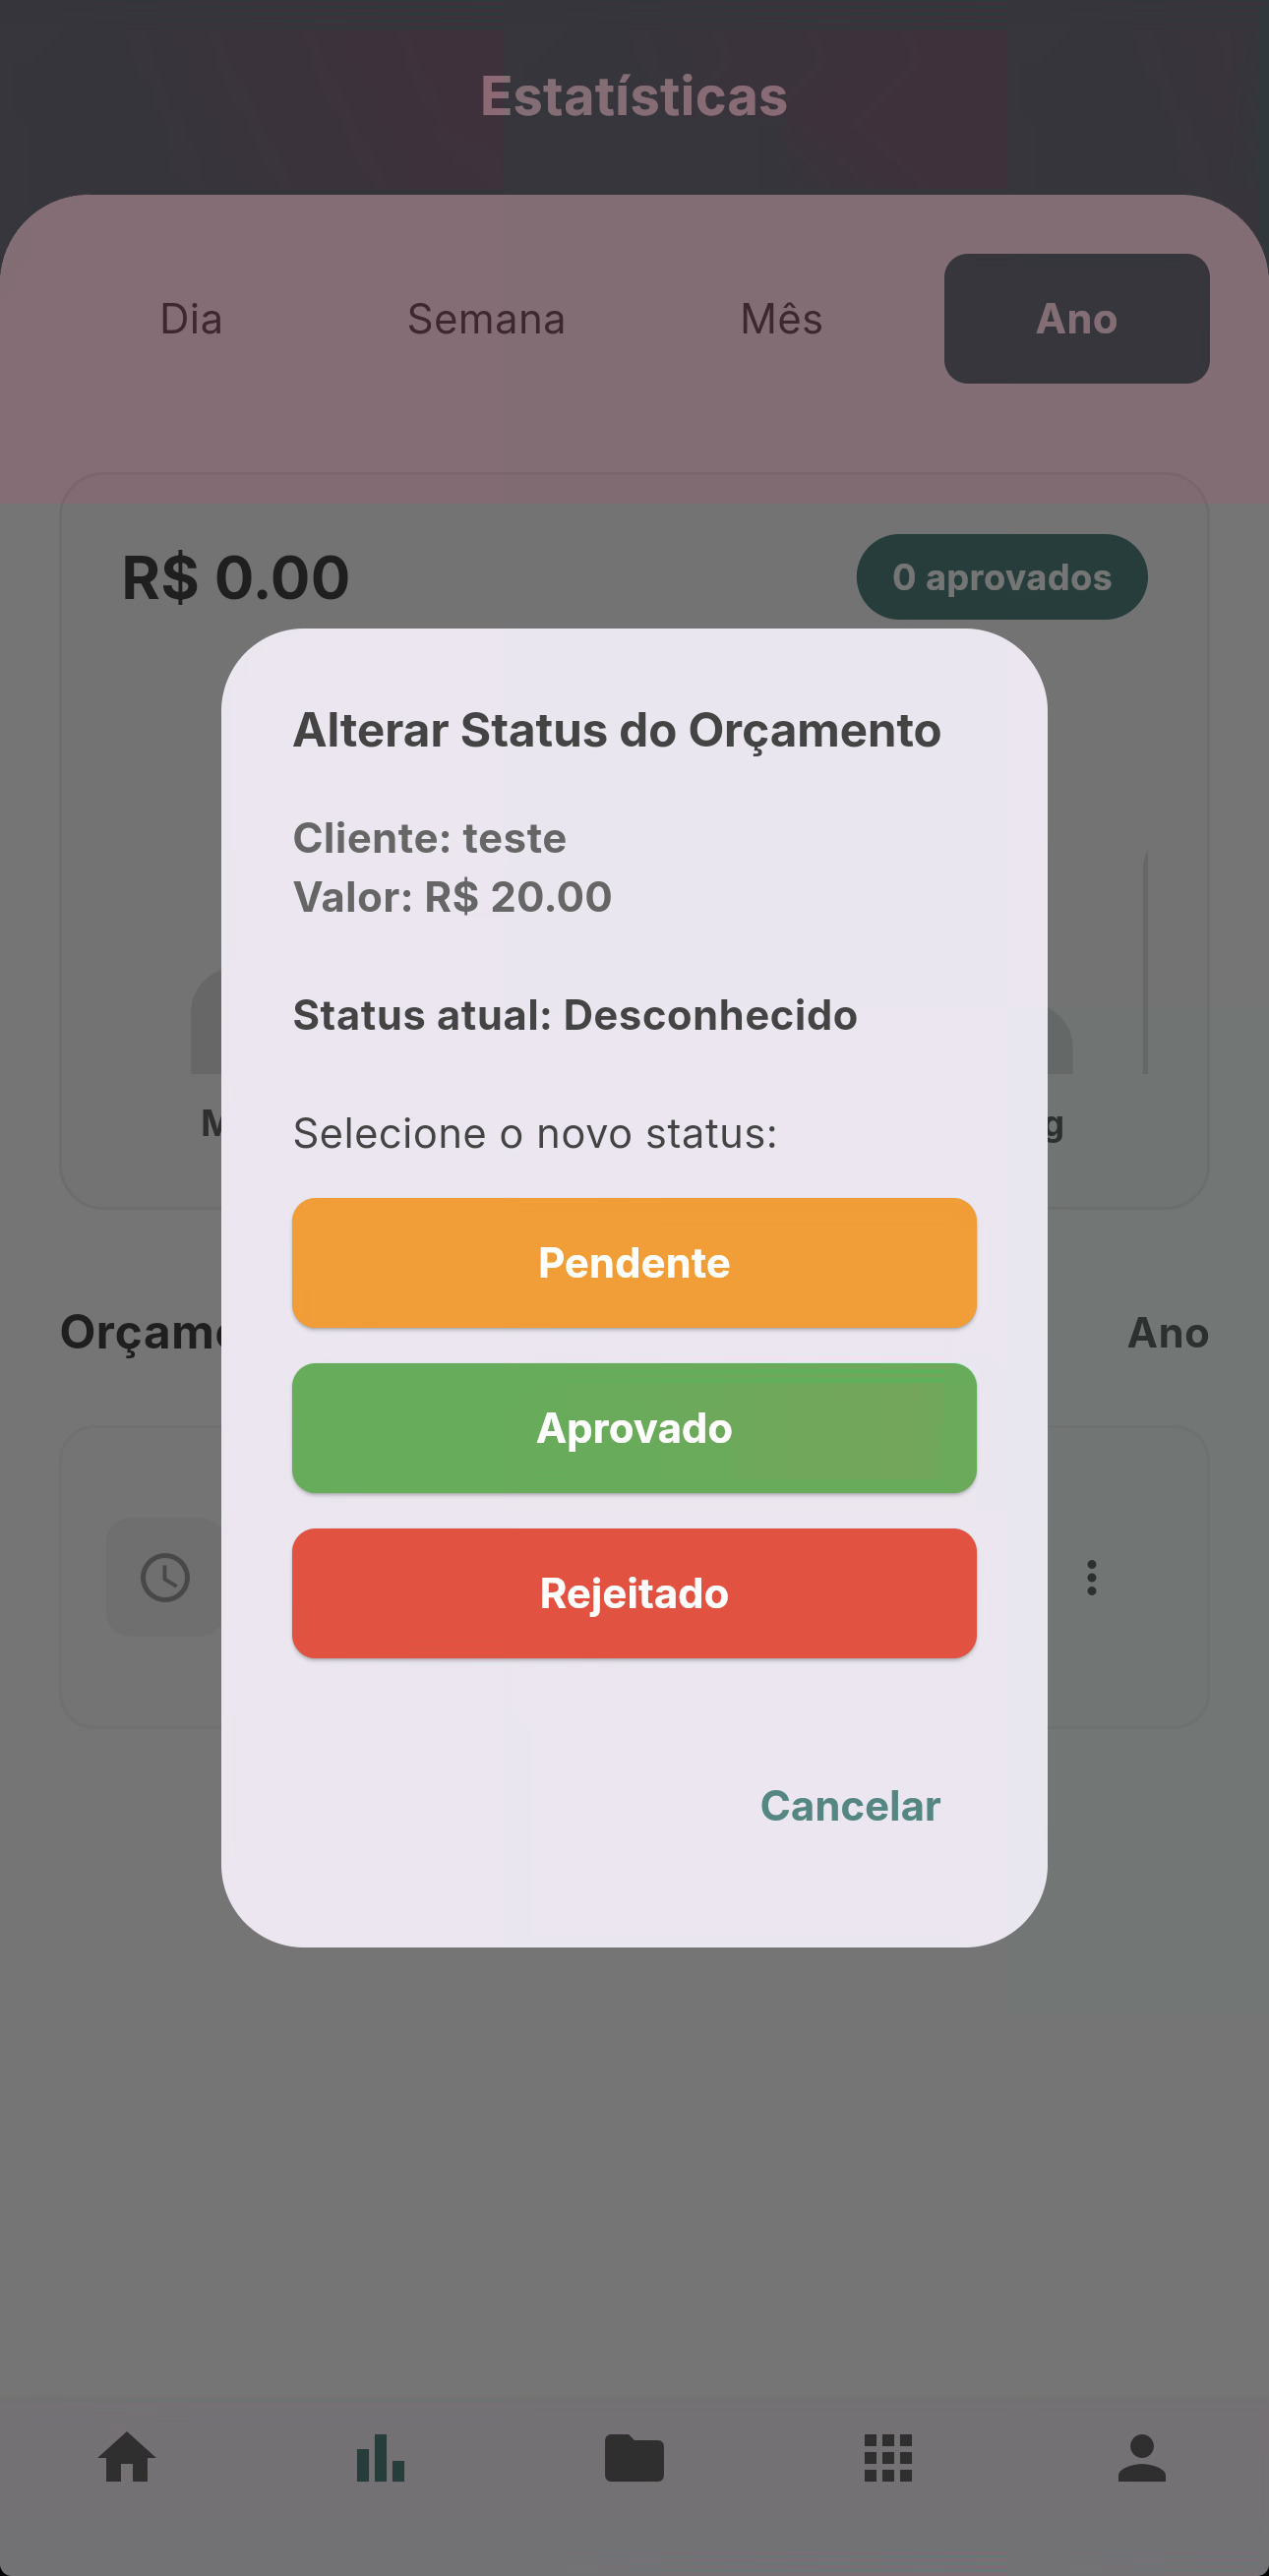 Estatísticas
Dia Semana Mês Ano
R$ 0.00 0 aprovados
Alterar Status do Orçamento
Cliente: teste
Valor: R$ 20.00
Status atual: Desconhecido
Selecione o novo status:
Pendente
Ano
Aprovado
Rejeitado
Cancelar